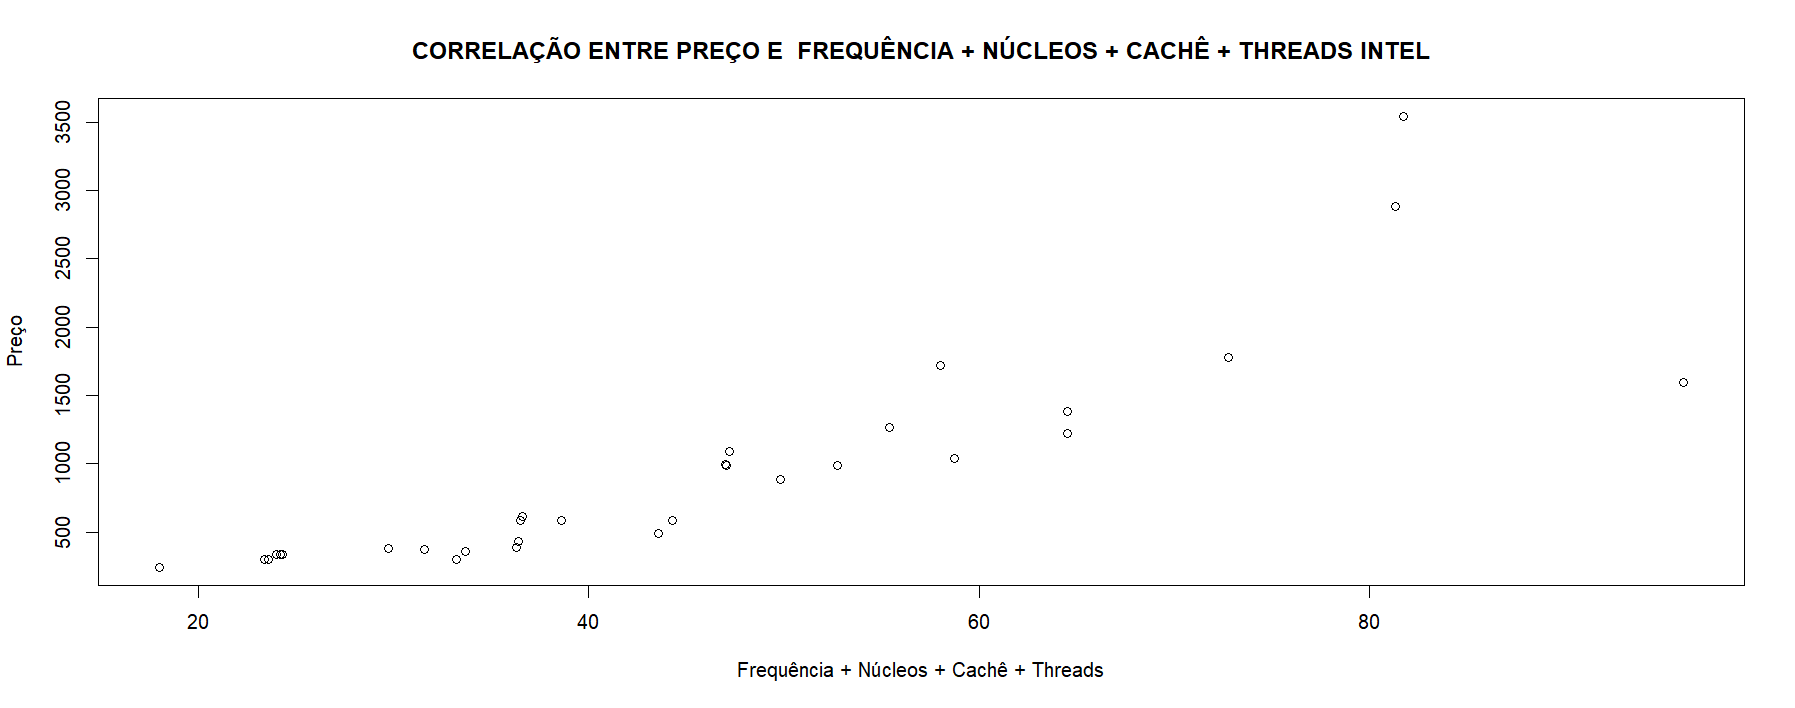 CORRELAÇÃO ENTRE PREÇO E  FREQUÊNCIA + NÚCLEOS + CACHÊ + THREADS INTEL
3500
3000
2500
2000
1500
1000
500
Preço
20 40 60 80
Frequência + Núcleos + Cachê + Threads